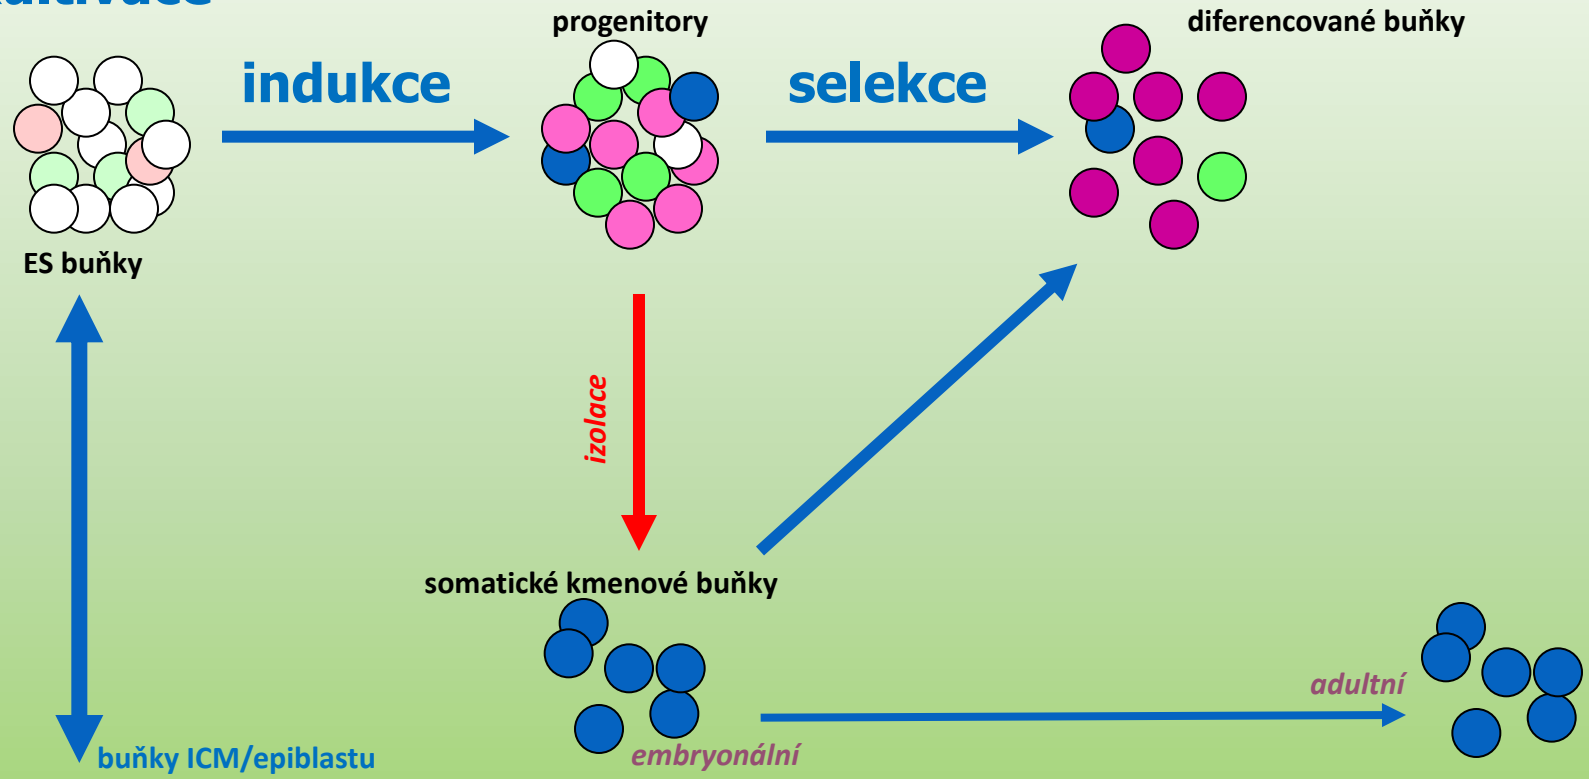 progenitory
diferencované buňky
indukce
selekce
ES buňky
izolace
somatické kmenové buňky
adultní
embryonální
buňky ICM/epiblastu